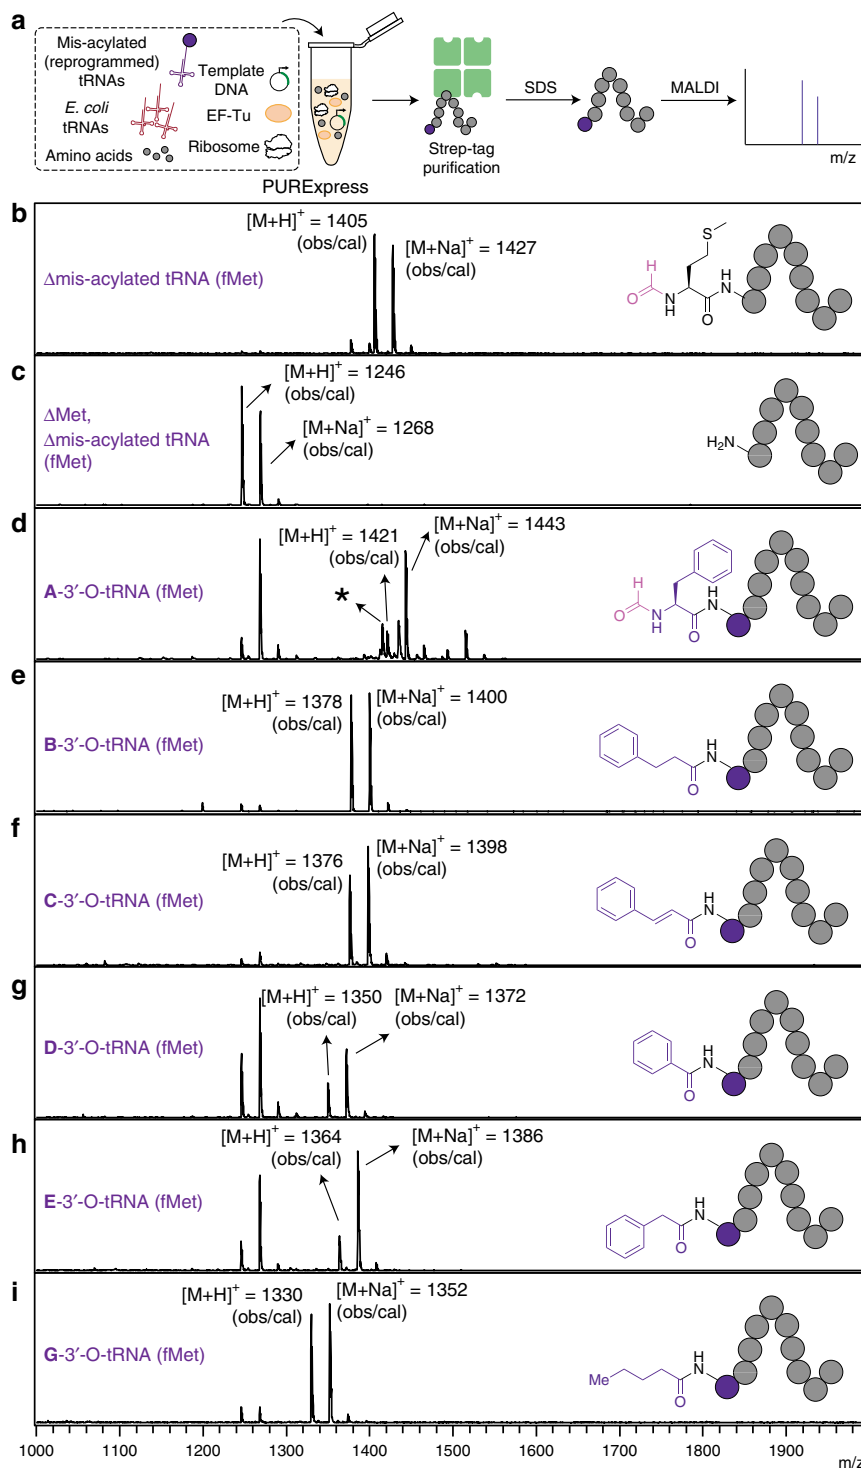 a
Mis-acylated
(reprogrammed)
tRNAs
Template
DNA
E. coli
tRNAs
EF-Tu
Amino acids
Ribosome
PURExpress
Strep-tag
purification
SDS
MALDI
m/z
b
Δmis-acylated tRNA (fMet)
[M+H]⁺ = 1405
(obs/cal)
[M+Na]⁺ = 1427
(obs/cal)
H
O
N
H
S
O
H
N
c
ΔMet,
Δmis-acylated tRNA
(fMet)
[M+H]⁺ = 1246
(obs/cal)
[M+Na]⁺ = 1268
(obs/cal)
H₂N
d
A-3′-O-tRNA (fMet)
*
[M+H]⁺ = 1421
(obs/cal)
[M+Na]⁺ = 1443
(obs/cal)
H
O
N
H
O
H
N
e
B-3′-O-tRNA (fMet)
[M+H]⁺ = 1378
(obs/cal)
[M+Na]⁺ = 1400
(obs/cal)
H
N
O
f
C-3′-O-tRNA (fMet)
[M+H]⁺ = 1376
(obs/cal)
[M+Na]⁺ = 1398
(obs/cal)
H
N
O
g
D-3′-O-tRNA (fMet)
[M+H]⁺ = 1350
(obs/cal)
[M+Na]⁺ = 1372
(obs/cal)
H
N
O
h
E-3′-O-tRNA (fMet)
[M+H]⁺ = 1364
(obs/cal)
[M+Na]⁺ = 1386
(obs/cal)
H
N
O
i
G-3′-O-tRNA (fMet)
[M+H]⁺ = 1330
(obs/cal)
[M+Na]⁺ = 1352
(obs/cal)
Me
H
N
O
1000 1100 1200 1300 1400 1500 1600 1700 1800 1900
m/z